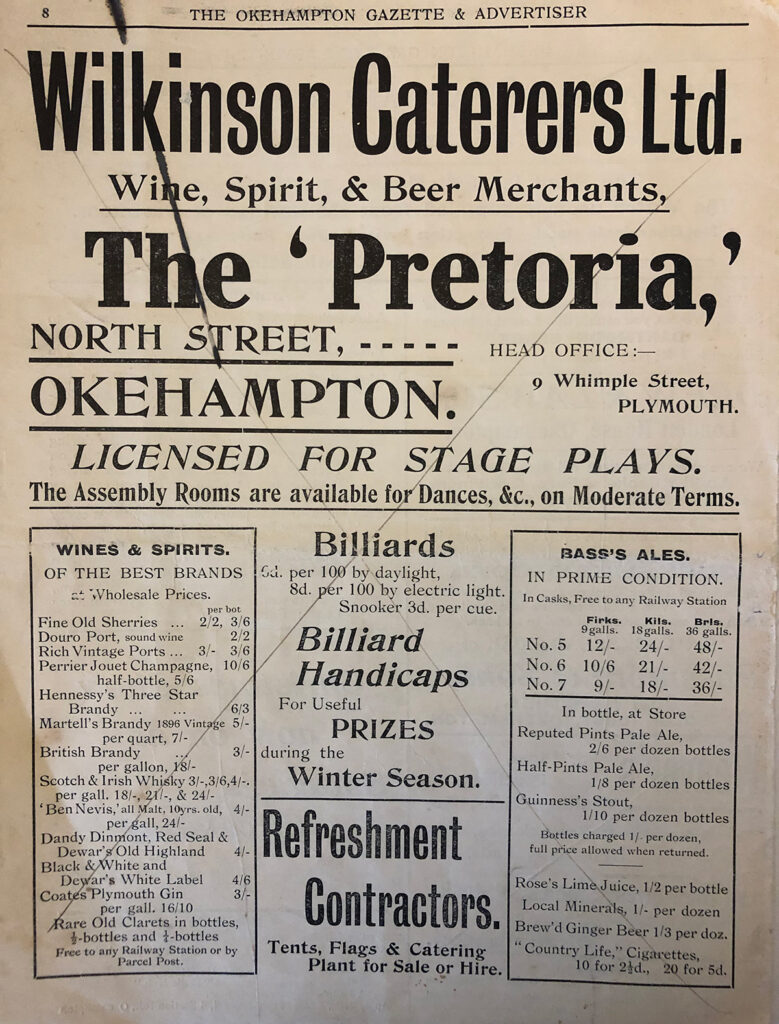 8
THE OKEHAMPTON GAZETTE & ADVERTISER
Wilkinson Caterers Ltd.
Wine, Spirit, & Beer Merchants,
The 'Pretoria,'
NORTH STREET, -----
OKEHAMPTON.
HEAD OFFICE:—
9 Whimple Street,
PLYMOUTH.
LICENSED FOR STAGE PLAYS.
The Assembly Rooms are available for Dances, &c., on Moderate Terms.
WINES & SPIRITS.
OF THE BEST BRANDS
at Wholesale Prices.
per bot
Fine Old Sherries ... 2/2, 3/6
Douro Port, sound wine 2/2
Rich Vintage Ports ... 3/- 3/6
Perrier Jouet Champagne, 10/6
half-bottle, 5/6
Hennessy's Three Star
Brandy ... ... 6/3
Martell's Brandy 1896 Vintage 5/-
per quart, 7/-
British Brandy ... 3/-
per gallon, 18/-
Scotch & Irish Whisky 3/-,3/6,4/-.
per gall. 18/-, 21/-, & 24/-
'Ben Nevis,' all Malt, 10yrs. old, 4/-
per gall, 24/-
Dandy Dinmont, Red Seal &
Dewar's Old Highland 4/-
Black & White and
Dewar's White Label 4/6
Coates Plymouth Gin 3/-
per gall. 16/10
Rare Old Clarets in bottles,
½-bottles and ¼-bottles
Free to any Railway Station or by
Parcel Post.
Billiards
6d. per 100 by daylight,
8d. per 100 by electric light.
Snooker 3d. per cue.
Billiard
Handicaps
For Useful
PRIZES
during the
Winter Season.
Refreshment
Contractors.
Tents, Flags & Catering
Plant for Sale or Hire.
BASS'S ALES.
IN PRIME CONDITION.
In Casks, Free to any Railway Station
Firks. Kils. Brls.
9 galls. 18 galls. 36 galls.
No. 5 12/- 24/- 48/-
No. 6 10/6 21/- 42/-
No. 7 9/- 18/- 36/-
In bottle, at Store
Reputed Pints Pale Ale,
2/6 per dozen bottles
Half-Pints Pale Ale,
1/8 per dozen bottles
Guinness's Stout,
1/10 per dozen bottles
Bottles charged 1/- per dozen,
full price allowed when returned.
Rose's Lime Juice, 1/2 per bottle
Local Minerals, 1/- per dozen
Brew'd Ginger Beer 1/3 per doz.
"Country Life," Cigarettes,
10 for 2½d., 20 for 5d.